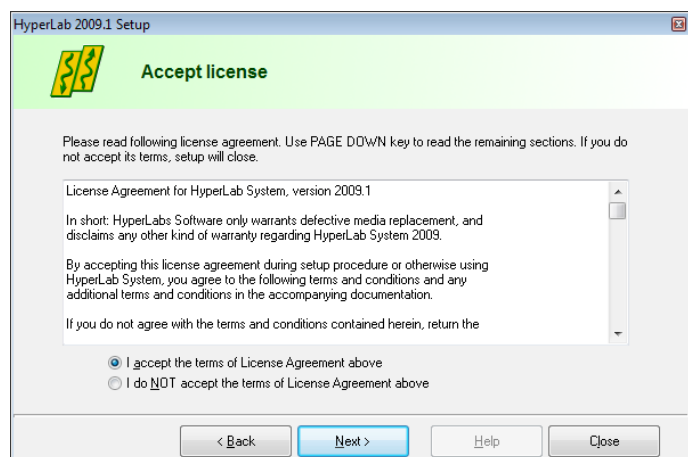 HyperLab 2009.1 Setup
Accept license
Please read following license agreement. Use PAGE DOWN key to read the remaining sections. If you do
not accept its terms, setup will close.
License Agreement for HyperLab System, version 2009.1
In short: HyperLabs Software only warrants defective media replacement, and
disclaims any other kind of warranty regarding HyperLab System 2009.
By accepting this license agreement during setup procedure or otherwise using
HyperLab System, you agree to the following terms and conditions and any
additional terms and conditions in the accompanying documentation.
If you do not agree with the terms and conditions contained herein, return the
I accept the terms of License Agreement above
I do NOT accept the terms of License Agreement above
< Back
Next >
Help
Close